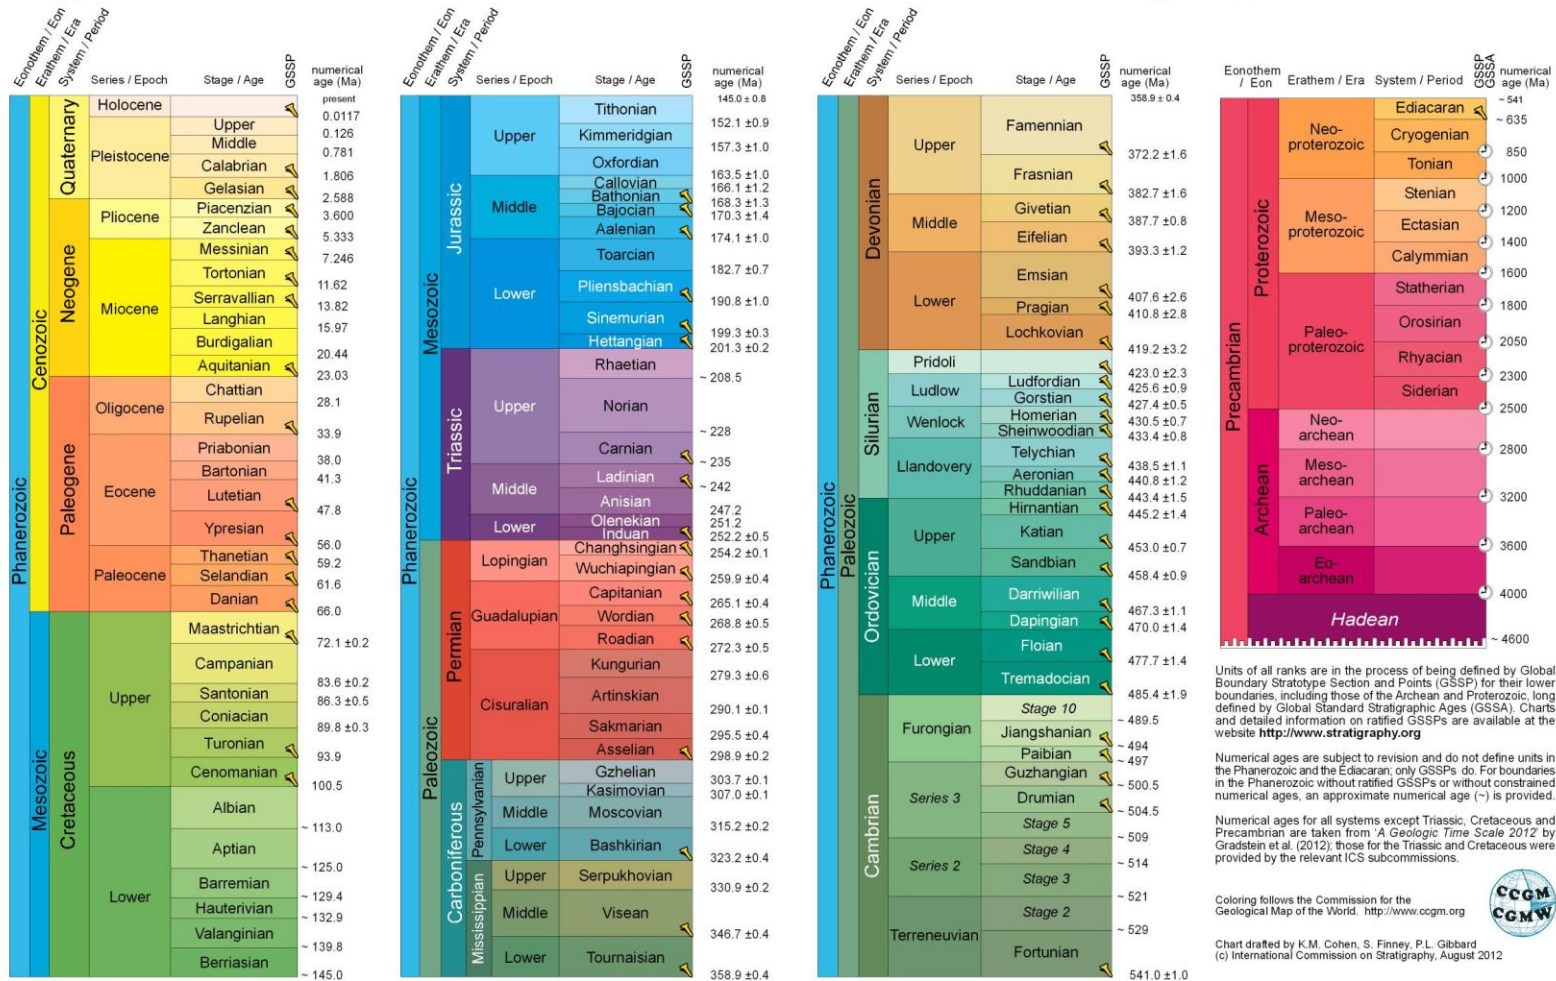 Eonothem / Eon
Erathem / Era
System / Period
Series / Epoch
Stage / Age
GSSP
numerical
age (Ma)
Phanerozoic
Cenozoic
Mesozoic
Quaternary
Neogene
Paleogene
Cretaceous
Holocene
Pleistocene
Pliocene
Miocene
Oligocene
Eocene
Paleocene
Upper
Lower
Upper
Middle
Calabrian
Gelasian
Piacenzian
Zanclean
Messinian
Tortonian
Serravallian
Langhian
Burdigalian
Aquitanian
Chattian
Rupelian
Priabonian
Bartonian
Lutetian
Ypresian
Thanetian
Selandian
Danian
Maastrichtian
Campanian
Santonian
Coniacian
Turonian
Cenomanian
Albian
Aptian
Barremian
Hauterivian
Valanginian
Berriasian
present
0.0117
0.126
0.781
1.806
2.588
3.600
5.333
7.246
11.62
13.82
15.97
20.44
23.03
28.1
33.9
38.0
41.3
47.8
56.0
59.2
61.6
66.0
72.1 ±0.2
83.6 ±0.2
86.3 ±0.5
89.8 ±0.3
93.9
100.5
~ 113.0
~ 125.0
~ 129.4
~ 132.9
~ 139.8
~ 145.0
Eonothem / Eon
Erathem / Era
System / Period
Series / Epoch
Stage / Age
GSSP
numerical
age (Ma)
Phanerozoic
Mesozoic
Paleozoic
Jurassic
Triassic
Permian
Carboniferous
Pennsylvanian
Mississippian
Upper
Middle
Lower
Upper
Middle
Lower
Lopingian
Guadalupian
Cisuralian
Upper
Middle
Lower
Upper
Middle
Lower
Tithonian
Kimmeridgian
Oxfordian
Callovian
Bathonian
Bajocian
Aalenian
Toarcian
Pliensbachian
Sinemurian
Hettangian
Rhaetian
Norian
Carnian
Ladinian
Anisian
Olenekian
Induan
Changhsingian
Wuchiapingian
Capitanian
Wordian
Roadian
Kungurian
Artinskian
Sakmarian
Asselian
Gzhelian
Kasimovian
Moscovian
Bashkirian
Serpukhovian
Visean
Tournaisian
145.0 ± 0.8
152.1 ±0.9
157.3 ±1.0
163.5 ±1.0
166.1 ±1.2
168.3 ±1.3
170.3 ±1.4
174.1 ±1.0
182.7 ±0.7
190.8 ±1.0
199.3 ±0.3
201.3 ±0.2
~ 208.5
~ 228
~ 235
~ 242
247.2
251.2
252.2 ±0.5
254.2 ±0.1
259.9 ±0.4
265.1 ±0.4
268.8 ±0.5
272.3 ±0.5
279.3 ±0.6
290.1 ±0.1
295.5 ±0.4
298.9 ±0.2
303.7 ±0.1
307.0 ±0.1
315.2 ±0.2
323.2 ±0.4
330.9 ±0.2
346.7 ±0.4
358.9 ±0.4
Eonothem / Eon
Erathem / Era
System / Period
Series / Epoch
Stage / Age
GSSP
numerical
age (Ma)
Phanerozoic
Paleozoic
Devonian
Silurian
Ordovician
Cambrian
Upper
Middle
Lower
Pridoli
Ludlow
Wenlock
Llandovery
Upper
Middle
Lower
Furongian
Series 3
Series 2
Terreneuvian
Famennian
Frasnian
Givetian
Eifelian
Emsian
Pragian
Lochkovian
Ludfordian
Gorstian
Homerian
Sheinwoodian
Telychian
Aeronian
Rhuddanian
Hirnantian
Katian
Sandbian
Darriwilian
Dapingian
Floian
Tremadocian
Stage 10
Jiangshanian
Paibian
Guzhangian
Drumian
Stage 5
Stage 4
Stage 3
Stage 2
Fortunian
358.9 ± 0.4
372.2 ±1.6
382.7 ±1.6
387.7 ±0.8
393.3 ±1.2
407.6 ±2.6
410.8 ±2.8
419.2 ±3.2
423.0 ±2.3
425.6 ±0.9
427.4 ±0.5
430.5 ±0.7
433.4 ±0.8
438.5 ±1.1
440.8 ±1.2
443.4 ±1.5
445.2 ±1.4
453.0 ±0.7
458.4 ±0.9
467.3 ±1.1
470.0 ±1.4
477.7 ±1.4
485.4 ±1.9
~ 489.5
~ 494
~ 497
~ 500.5
~ 504.5
~ 509
~ 514
~ 521
~ 529
541.0 ±1.0
Eonothem
/ Eon
Erathem / Era
System / Period
GSSP
GSSA
numerical
age (Ma)
Precambrian
Proterozoic
Archean
Neo-
proterozoic
Meso-
proterozoic
Paleo-
proterozoic
Neo-
archean
Meso-
archean
Paleo-
archean
Eo-
archean
Hadean
Ediacaran
Cryogenian
Tonian
Stenian
Ectasian
Calymmian
Statherian
Orosirian
Rhyacian
Siderian
~ 541
~ 635
850
1000
1200
1400
1600
1800
2050
2300
2500
2800
3200
3600
4000
~ 4600
Units of all ranks are in the process of being defined by Global
Boundary Stratotype Section and Points (GSSP) for their lower
boundaries, including those of the Archean and Proterozoic, long
defined by Global Standard Stratigraphic Ages (GSSA). Charts
and detailed information on ratified GSSPs are available at the
website http://www.stratigraphy.org
Numerical ages are subject to revision and do not define units in
the Phanerozoic and the Ediacaran; only GSSPs do. For boundaries
in the Phanerozoic without ratified GSSPs or without constrained
numerical ages, an approximate numerical age (~) is provided.
Numerical ages for all systems except Triassic, Cretaceous and
Precambrian are taken from 'A Geologic Time Scale 2012' by
Gradstein et al. (2012); those for the Triassic and Cretaceous were
provided by the relevant ICS subcommissions.
Coloring follows the Commission for the
Geological Map of the World. http://www.ccgm.org
CCGM
CGMW
Chart drafted by K.M. Cohen, S. Finney, P.L. Gibbard
(c) International Commission on Stratigraphy, August 2012